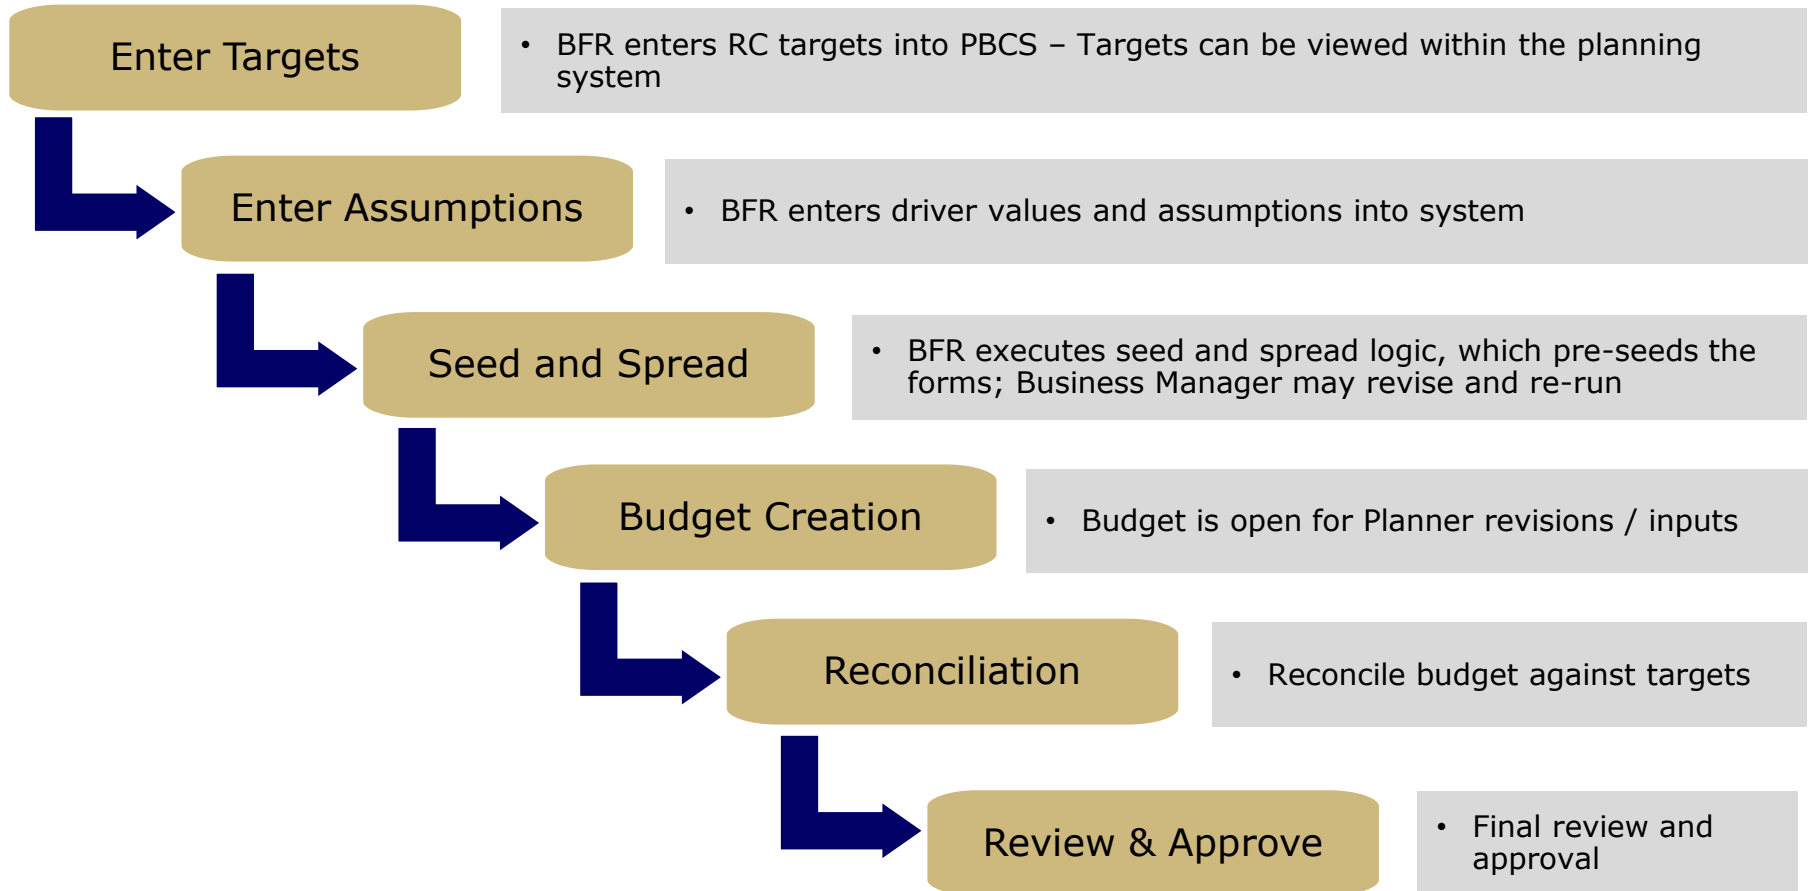 Enter Targets
• BFR enters RC targets into PBCS – Targets can be viewed within the planning
system
Enter Assumptions
• BFR enters driver values and assumptions into system
Seed and Spread
• BFR executes seed and spread logic, which pre-seeds the
forms; Business Manager may revise and re-run
Budget Creation
• Budget is open for Planner revisions / inputs
Reconciliation
• Reconcile budget against targets
Review & Approve
• Final review and
approval